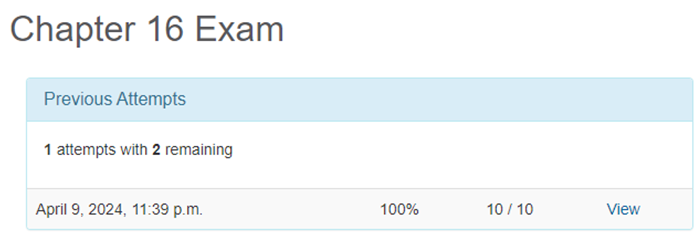 Chapter 16 Exam
Previous Attempts
1 attempts with 2 remaining
April 9, 2024, 11:39 p.m. 100% 10 / 10 View